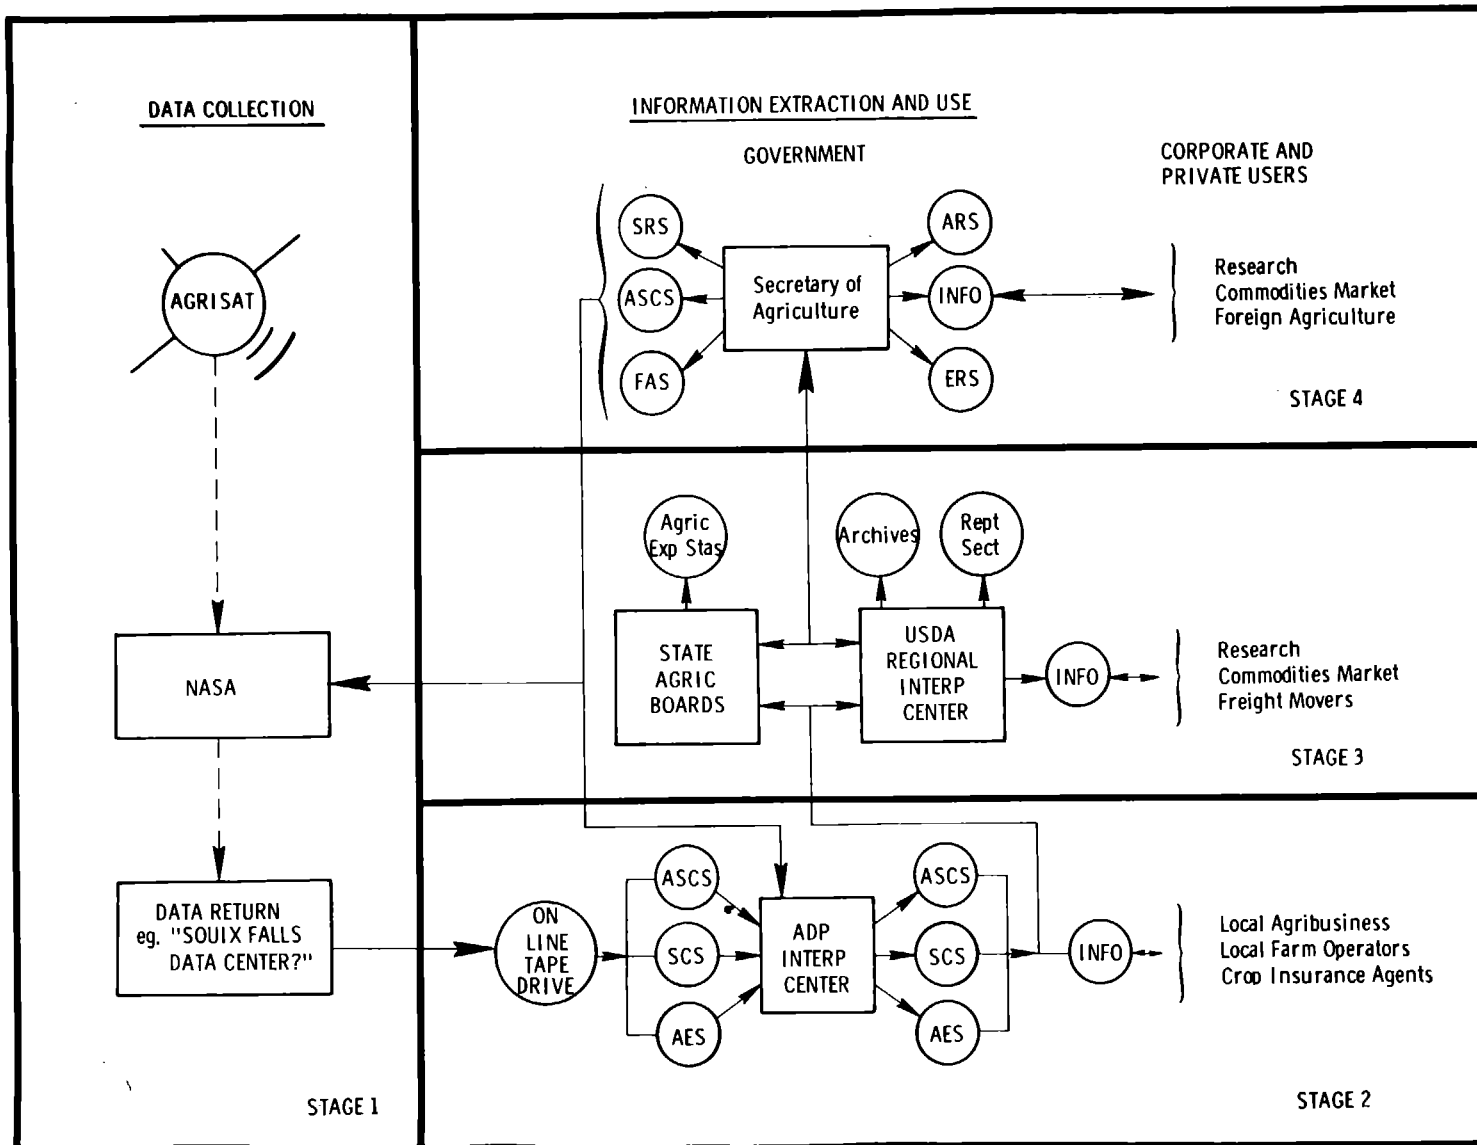 DATA COLLECTION
AGRISAT
NASA
DATA RETURN
eg. "SOUIX FALLS
DATA CENTER?"
STAGE 1
INFORMATION EXTRACTION AND USE
GOVERNMENT
CORPORATE AND
PRIVATE USERS
SRS
ASCS
FAS
Secretary of
Agriculture
ARS
INFO
ERS
Research
Commodities Market
Foreign Agriculture
STAGE 4
Agric
Exp Stas
Archives
Rept
Sect
STATE
AGRIC
BOARDS
USDA
REGIONAL
INTERP
CENTER
INFO
Research
Commodities Market
Freight Movers
STAGE 3
ON
LINE
TAPE
DRIVE
ASCS
SCS
AES
ADP
INTERP
CENTER
ASCS
SCS
AES
INFO
Local Agribusiness
Local Farm Operators
Crop Insurance Agents
STAGE 2